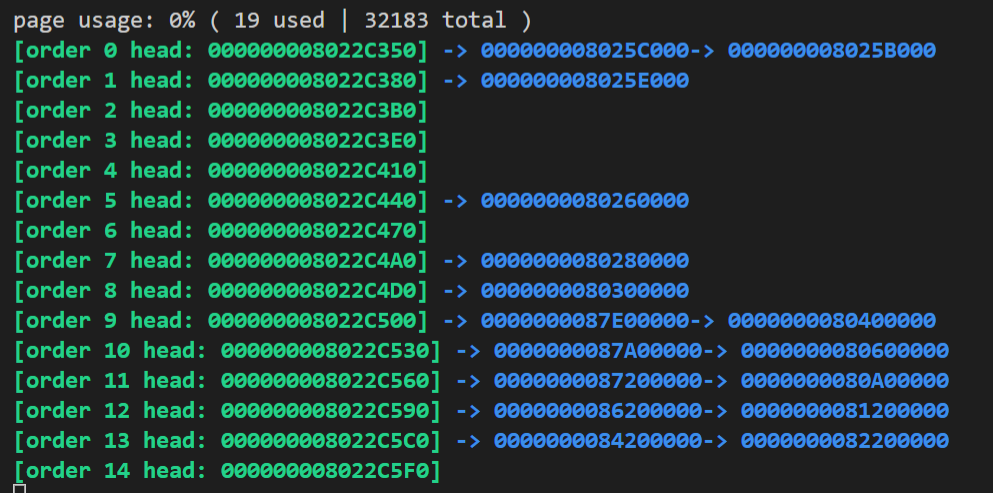 page usage: 0% ( 19 used | 32183 total )
[order 0 head: 000000008022C350] -> 000000008025C000-> 000000008025B000
[order 1 head: 000000008022C380] -> 000000008025E000
[order 2 head: 000000008022C3B0]
[order 3 head: 000000008022C3E0]
[order 4 head: 000000008022C410]
[order 5 head: 000000008022C440] -> 0000000080260000
[order 6 head: 000000008022C470]
[order 7 head: 000000008022C4A0] -> 0000000080280000
[order 8 head: 000000008022C4D0] -> 0000000080300000
[order 9 head: 000000008022C500] -> 0000000087E00000-> 0000000080400000
[order 10 head: 000000008022C530] -> 0000000087A00000-> 0000000080600000
[order 11 head: 000000008022C560] -> 0000000087200000-> 0000000080A00000
[order 12 head: 000000008022C590] -> 0000000086200000-> 0000000081200000
[order 13 head: 000000008022C5C0] -> 0000000084200000-> 0000000082200000
[order 14 head: 000000008022C5F0]